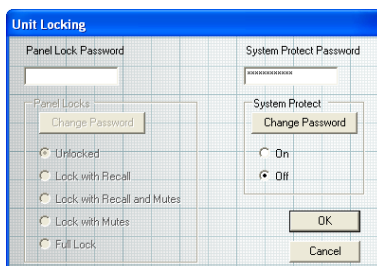 Unit Locking
Panel Lock Password
System Protect Password
xxxxxxxxxxxx
Panel Locks
Change Password
Unlocked
Lock with Recall
Lock with Recall and Mutes
Lock with Mutes
Full Lock
System Protect
Change Password
On
Off
OK
Cancel